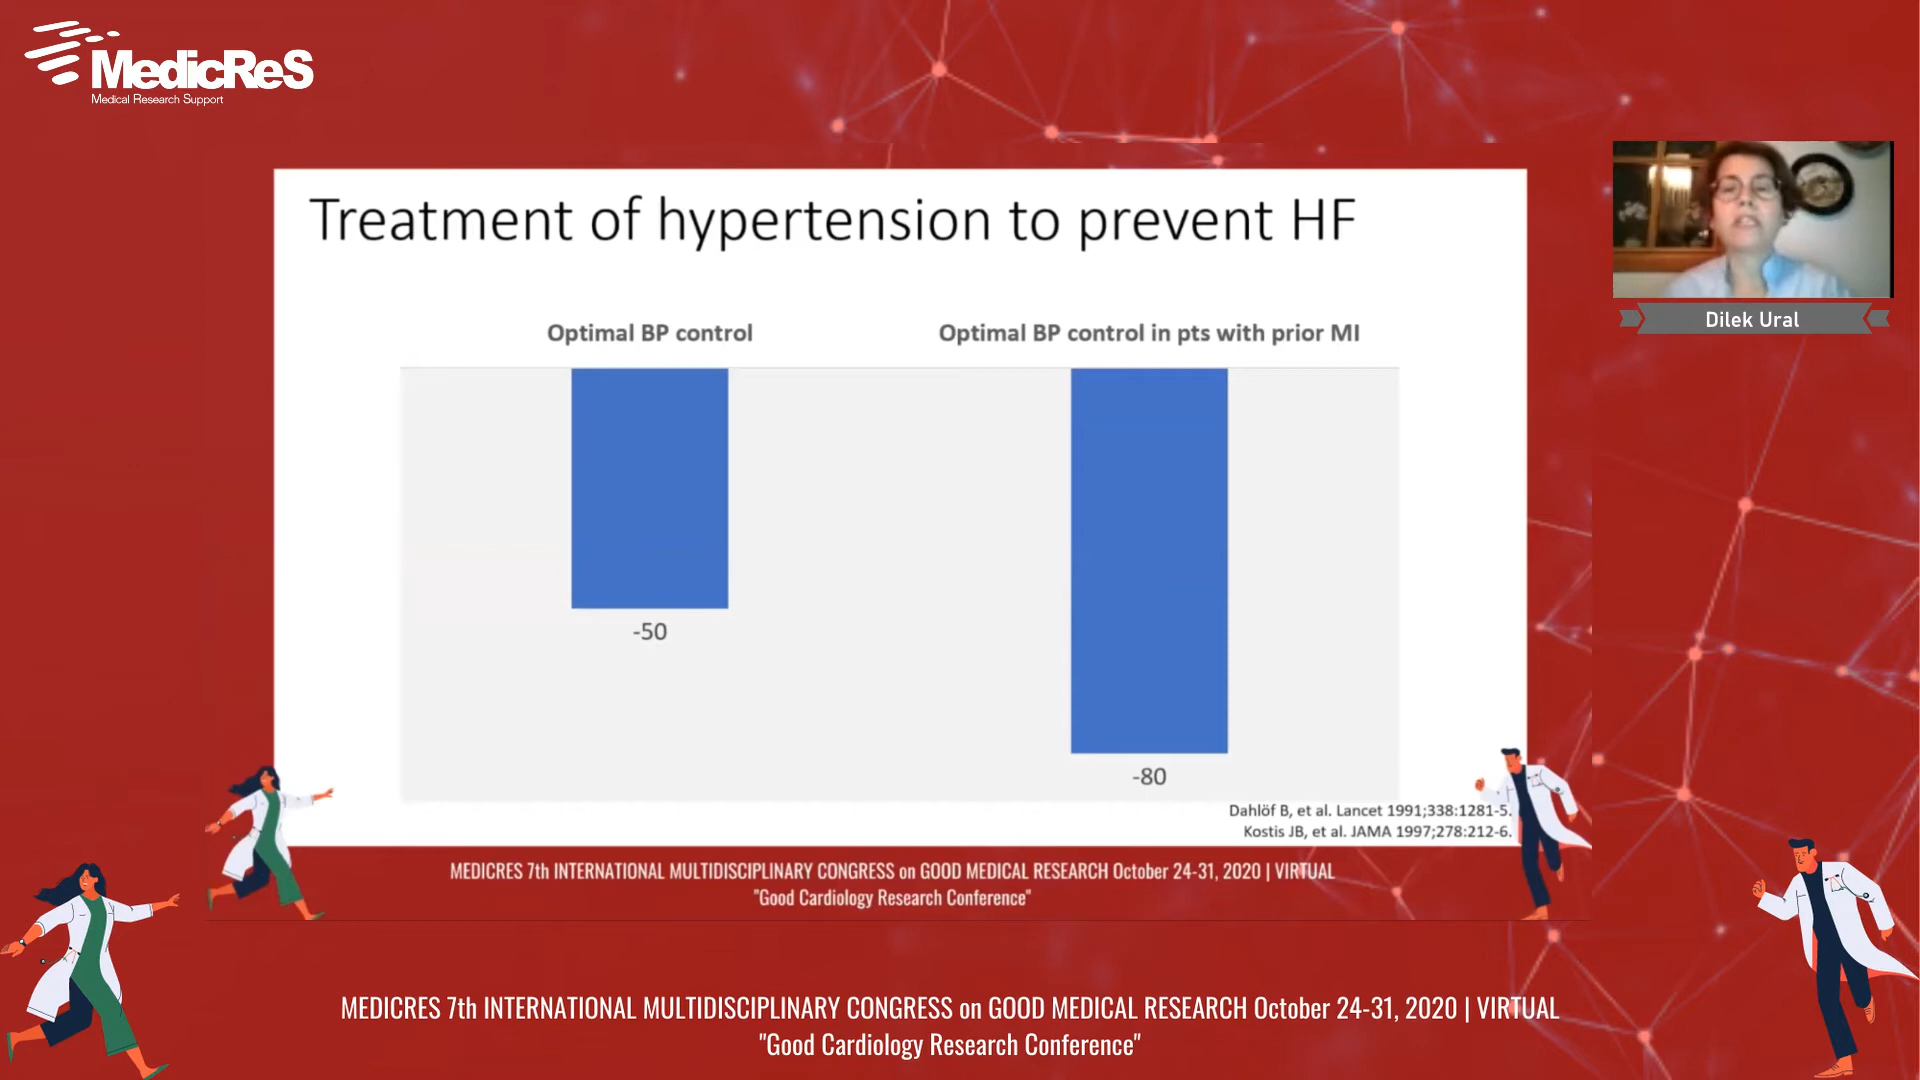 MedicReS
Medical Research Support
Treatment of hypertension to prevent HF
Optimal BP control
Optimal BP control in pts with prior MI
-50
-80
Dahlöf B, et al. Lancet 1991;338:1281-5.
Kostis JB, et al. JAMA 1997;278:212-6.
MEDICRES 7th INTERNATIONAL MULTIDISCIPLINARY CONGRESS on GOOD MEDICAL RESEARCH October 24-31, 2020 | VIRTUAL
"Good Cardiology Research Conference"
Dilek Ural
MEDICRES 7th INTERNATIONAL MULTIDISCIPLINARY CONGRESS on GOOD MEDICAL RESEARCH October 24-31, 2020 | VIRTUAL
"Good Cardiology Research Conference"